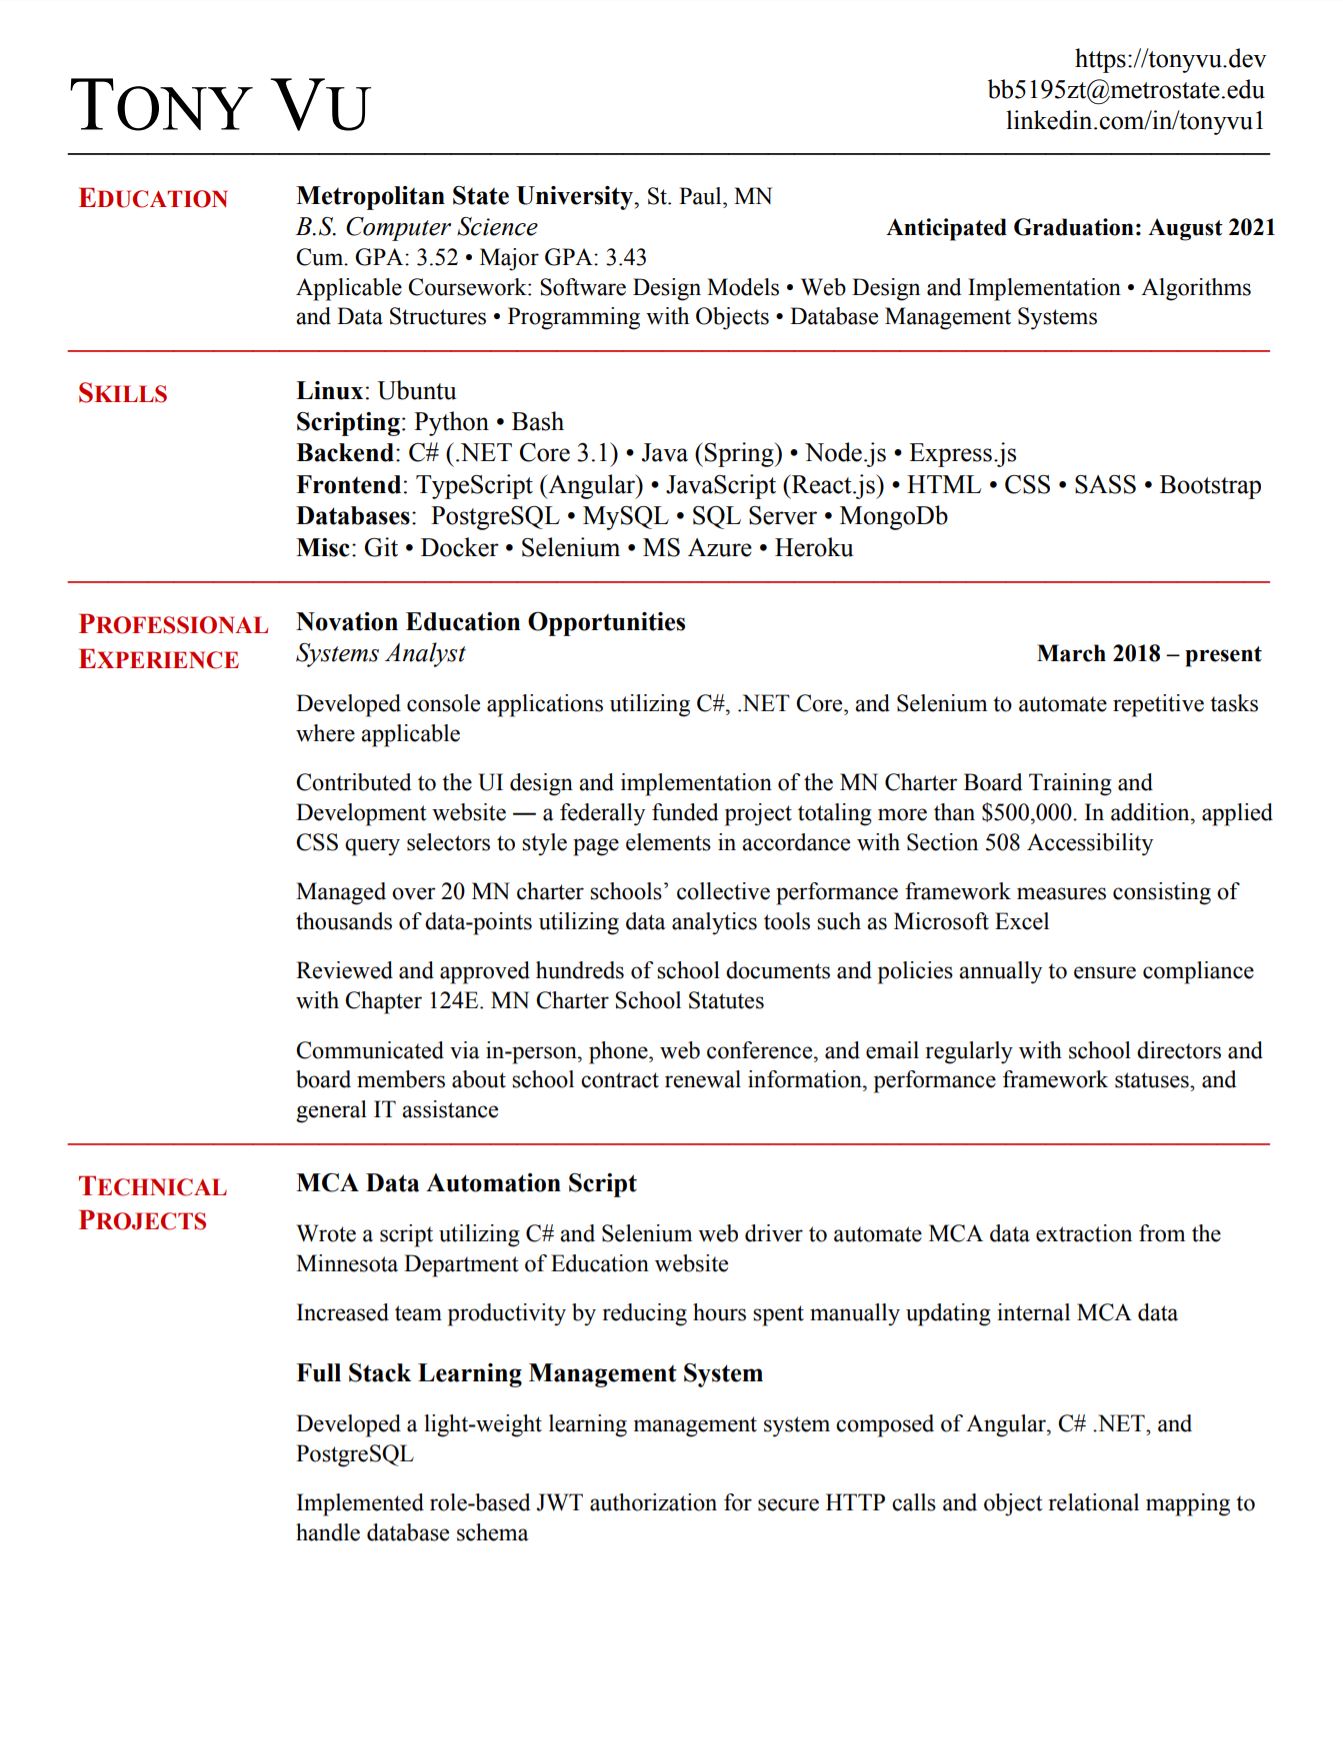 TONY VU
https://tonyvu.dev
bb5195zt@metrostate.edu
linkedin.com/in/tonyvu1
EDUCATION
Metropolitan State University, St. Paul, MN
B.S. Computer Science Anticipated Graduation: August 2021
Cum. GPA: 3.52 • Major GPA: 3.43
Applicable Coursework: Software Design Models • Web Design and Implementation • Algorithms
and Data Structures • Programming with Objects • Database Management Systems
SKILLS
Linux: Ubuntu
Scripting: Python • Bash
Backend: C# (.NET Core 3.1) • Java (Spring) • Node.js • Express.js
Frontend: TypeScript (Angular) • JavaScript (React.js) • HTML • CSS • SASS • Bootstrap
Databases: PostgreSQL • MySQL • SQL Server • MongoDb
Misc: Git • Docker • Selenium • MS Azure • Heroku
PROFESSIONAL
EXPERIENCE
Novation Education Opportunities
Systems Analyst March 2018 – present
Developed console applications utilizing C#, .NET Core, and Selenium to automate repetitive tasks
where applicable
Contributed to the UI design and implementation of the MN Charter Board Training and
Development website — a federally funded project totaling more than $500,000. In addition, applied
CSS query selectors to style page elements in accordance with Section 508 Accessibility
Managed over 20 MN charter schools’ collective performance framework measures consisting of
thousands of data-points utilizing data analytics tools such as Microsoft Excel
Reviewed and approved hundreds of school documents and policies annually to ensure compliance
with Chapter 124E. MN Charter School Statutes
Communicated via in-person, phone, web conference, and email regularly with school directors and
board members about school contract renewal information, performance framework statuses, and
general IT assistance
TECHNICAL
PROJECTS
MCA Data Automation Script
Wrote a script utilizing C# and Selenium web driver to automate MCA data extraction from the
Minnesota Department of Education website
Increased team productivity by reducing hours spent manually updating internal MCA data
Full Stack Learning Management System
Developed a light-weight learning management system composed of Angular, C# .NET, and
PostgreSQL
Implemented role-based JWT authorization for secure HTTP calls and object relational mapping to
handle database schema